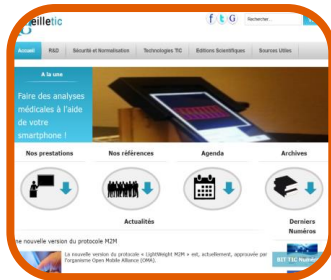 eilletic
f t G Rechercher..
Accueil R&D Sécurité et Normalisation Technologies TIC Editions Scientifiques Sources Utiles
A la une
Faire des analyses
médicales à l'aide
de votre
smartphone !
Nos prestations Nos références Agenda Archives
Actualités Derniers
Numéros
ne nouvelle version du protocole M2M
La nouvelle version du protocole « LightWeight M2M » est, actuellement, approuvée par
l'organisme Open Mobile Alliance (OMA).